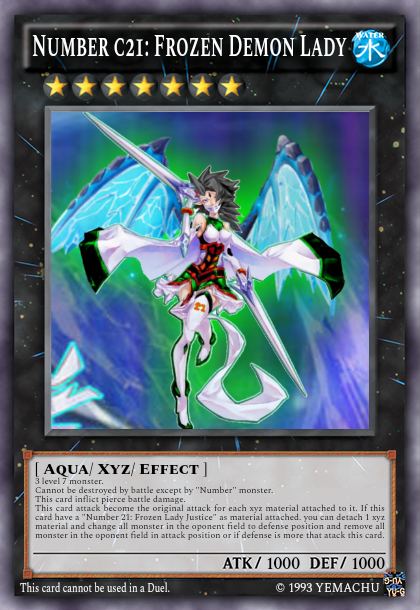 NUMBER C21: FROZEN DEMON LADY
WATER
水
21
[ AQUA/ XYZ/ EFFECT ]
3 level 7 monster.
Cannot be destroyed by battle except by "Number" monster.
This card inflict pierce battle damage.
This card attack become the original attack for each xyz material attached to it. If this
card have a "Number 21: Frozen Lady Justice" as material attached. you can detach 1 xyz
material and change all monster in the oponent field to defense position and remove all
monster in the oponent field in attack position or if defense is more that atack this card.
ATK / 1000 DEF / 1000
This card cannot be used in a Duel.
© 1993 YEMACHU